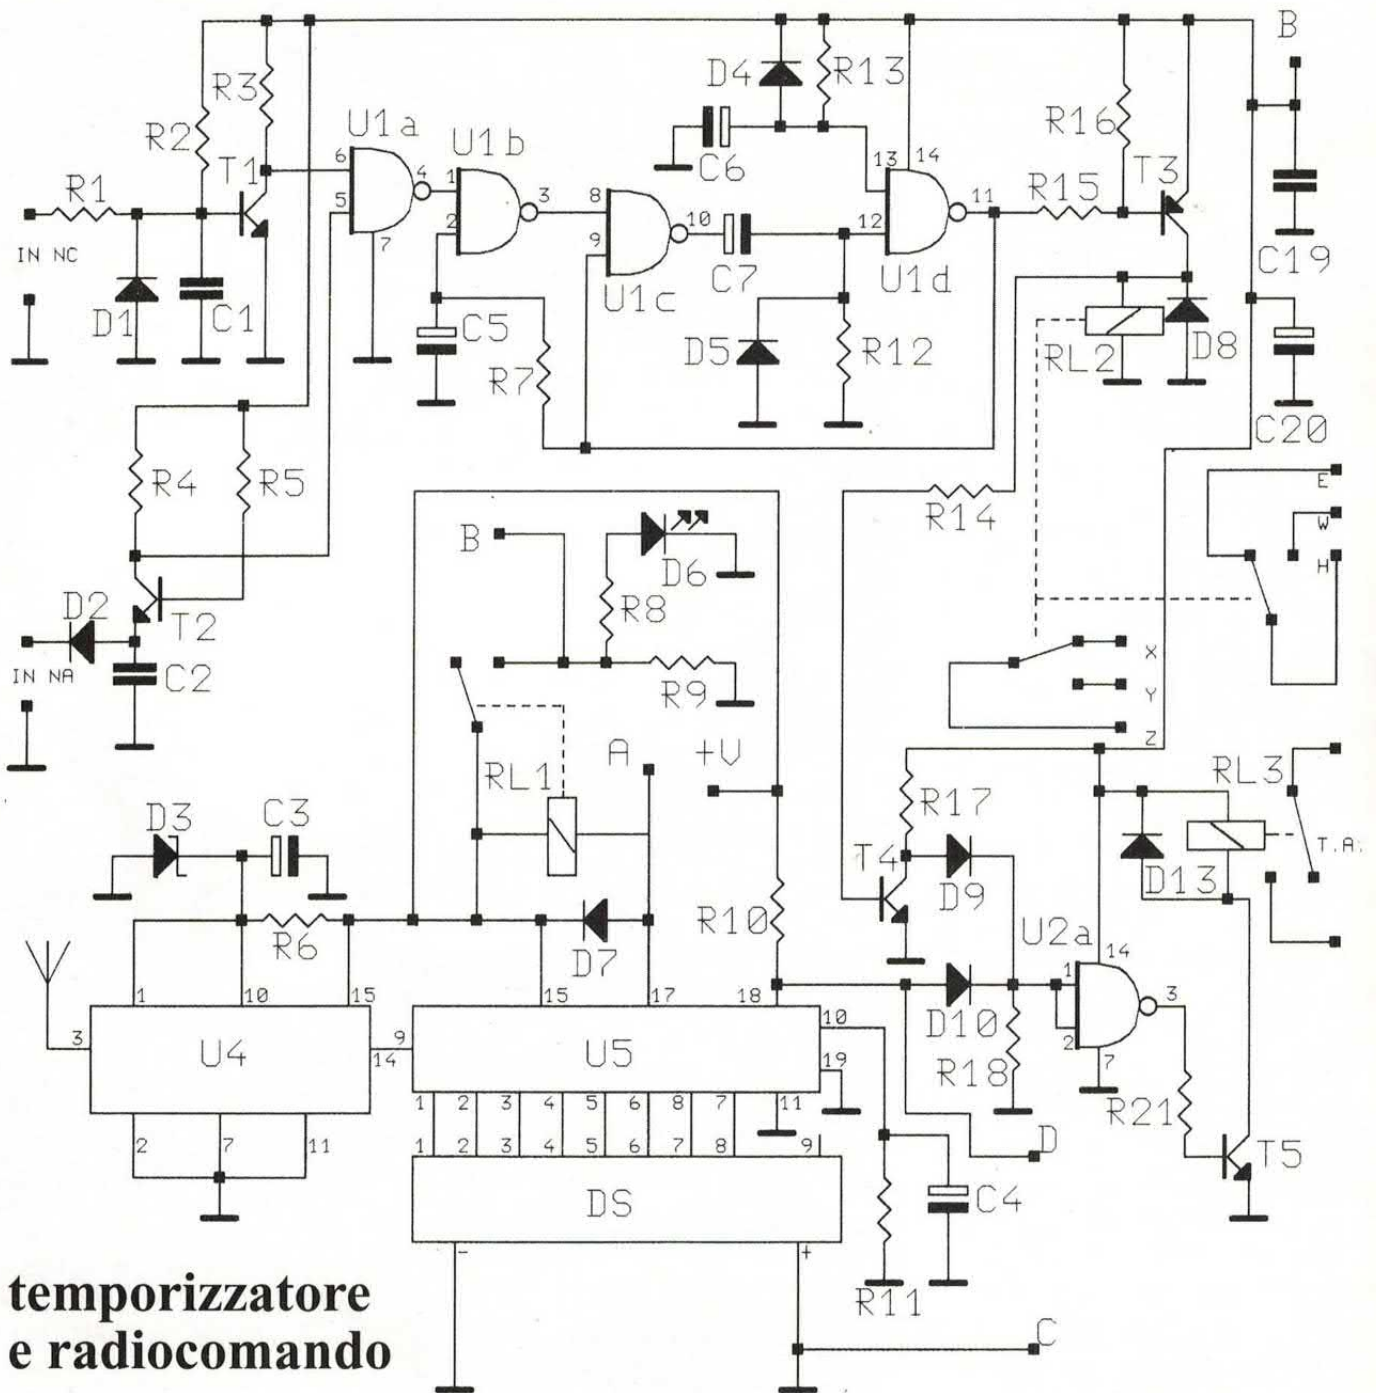 B
D4
R13
R3
R2
U1a
U1b
R16
T1
6
4
C6
13
14
T3
R1
5
1
3
8
R15
11
2
10
12
IN NC
7
9
C7
U1d
C19
D1
C1
U1c
C5
D5
R12
RL2
D8
R7
C20
R4
R5
R14
E
B
W
D6
H
D2
R8
T2
X
IN NA
C2
R9
Y
A
+V
Z
RL1
RL3
D3
C3
R17
T4
T.A.
D9
D13
R6
R10
U2a
D7
14
1
10
15
15
17
18
1
3
3
U4
14
9
U5
10
D10
2
19
R18
7
1
2
3
4
5
6
8
7
11
R21
2
7
11
1
2
3
4
5
6
7
8
9
D
T5
DS
C4
-
+
temporizzatore
R11
e radiocomando
C